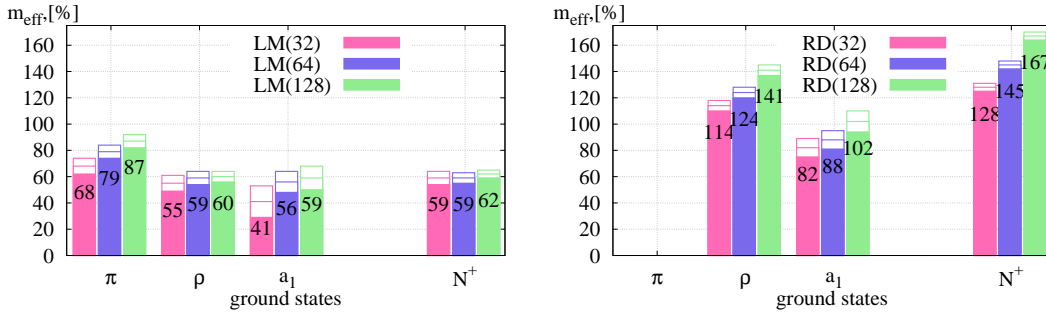 m_eff,[%]
160
140
120
100
80
60
40
20
0
LM(32)
LM(64)
LM(128)
68 79 87 55 59 60 41 56 59 59 59 62
π ρ a_1 N^+
ground states
m_eff,[%]
160
140
120
100
80
60
40
20
0
RD(32)
RD(64)
RD(128)
114 124 141 82 88 102 128 145 167
π ρ a_1 N^+
ground states